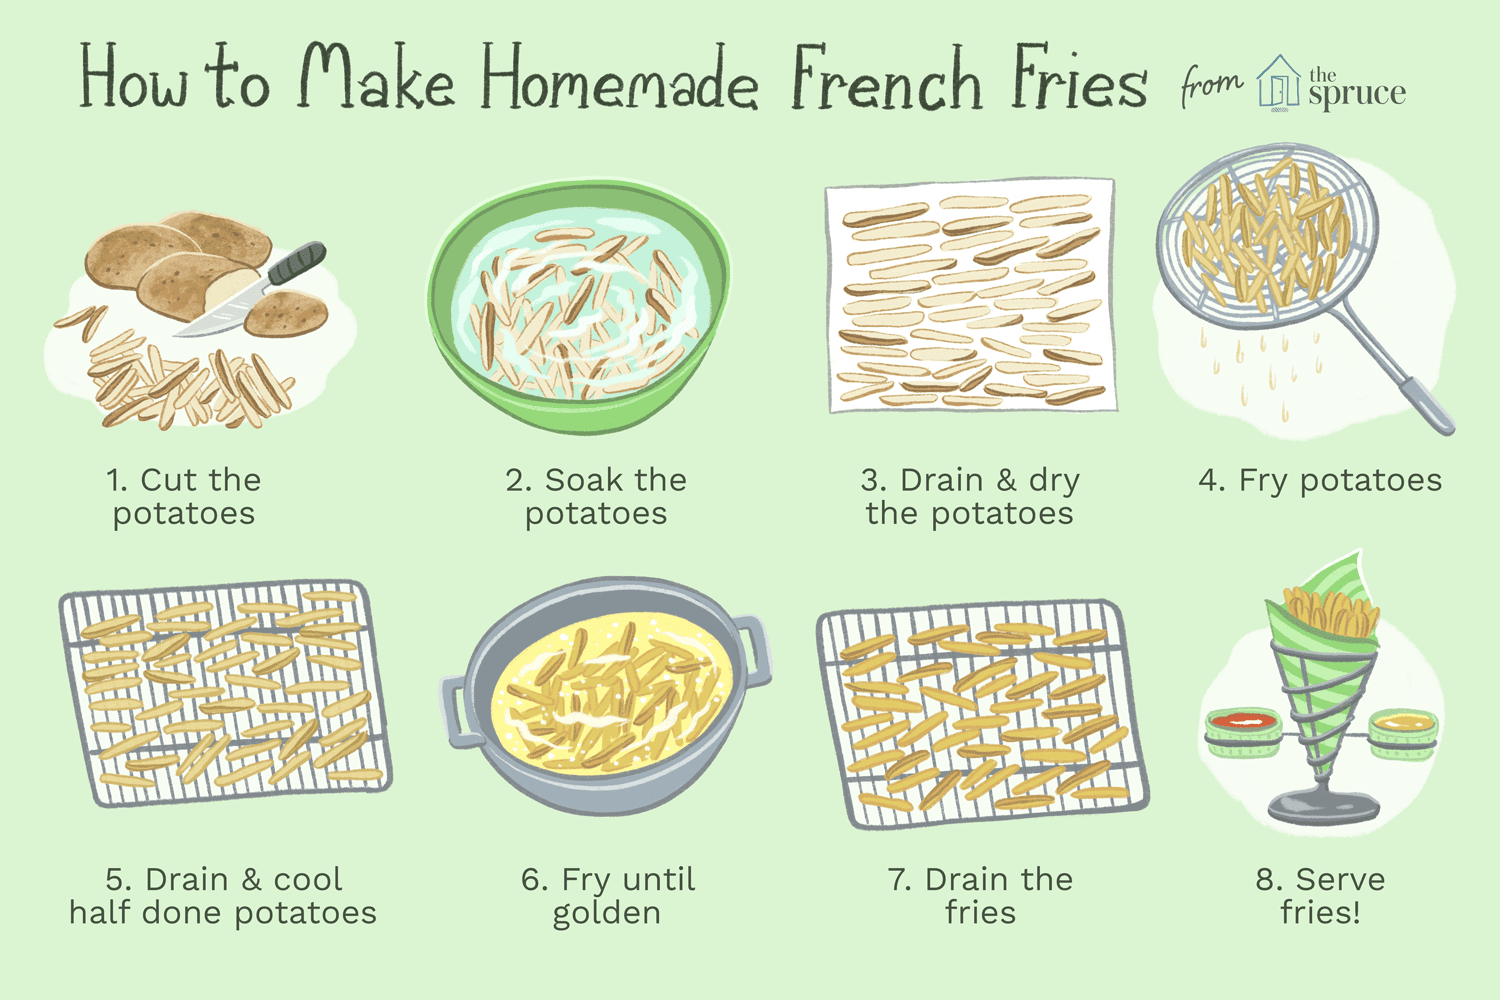 How to Make Homemade French Fries from the spruce
1. Cut the
potatoes
2. Soak the
potatoes
3. Drain & dry
the potatoes
4. Fry potatoes
5. Drain & cool
half done potatoes
6. Fry until
golden
7. Drain the
fries
8. Serve
fries!